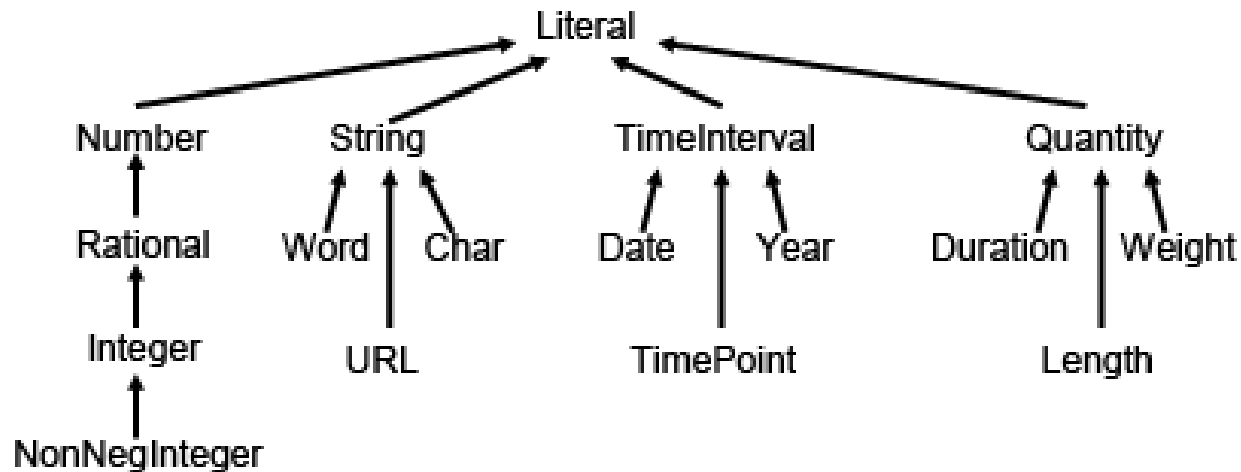 Literal
Number String TimeInterval Quantity
Rational Word Char Date Year Duration Weight
Integer URL TimePoint Length
NonNegInteger